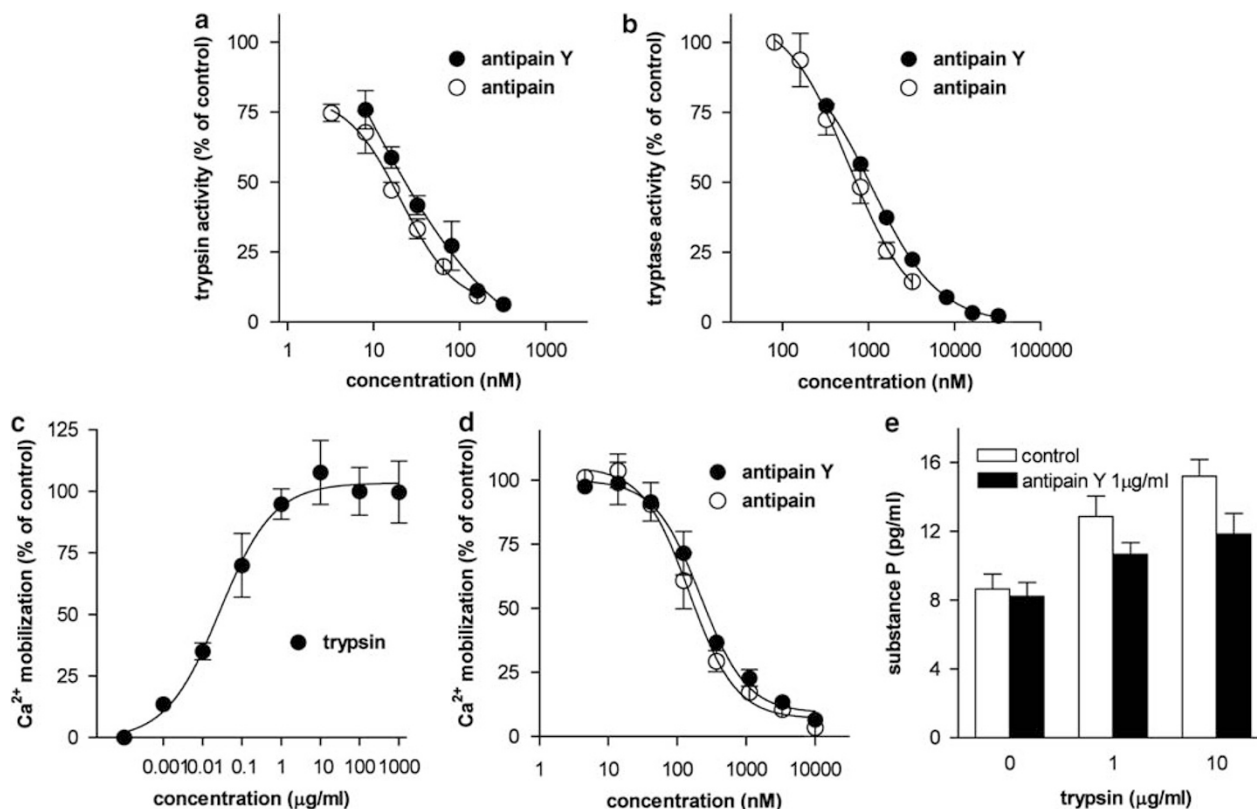 a
trypsin activity (% of control)
100
75
50
25
0
antipain Y
antipain
1
10
100
1000
concentration (nM)
b
tryptase activity (% of control)
100
75
50
25
0
antipain Y
antipain
100
1000
10000
100000
concentration (nM)
c
Ca²⁺ mobilization (% of control)
125
100
75
50
25
0
trypsin
0.001
0.01
0.1
1
10
100
1000
concentration (µg/ml)
d
Ca²⁺ mobilization (% of control)
100
75
50
25
0
antipain Y
antipain
1
10
100
1000
10000
concentration (nM)
e
substance P (pg/ml)
16
12
8
4
0
control
antipain Y 1µg/ml
0
1
10
trypsin (µg/ml)